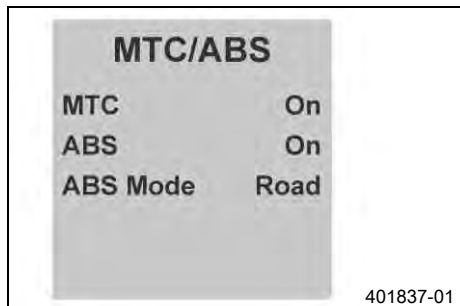 MTC/ABS
MTC On
ABS On
ABS Mode Road
401837-01